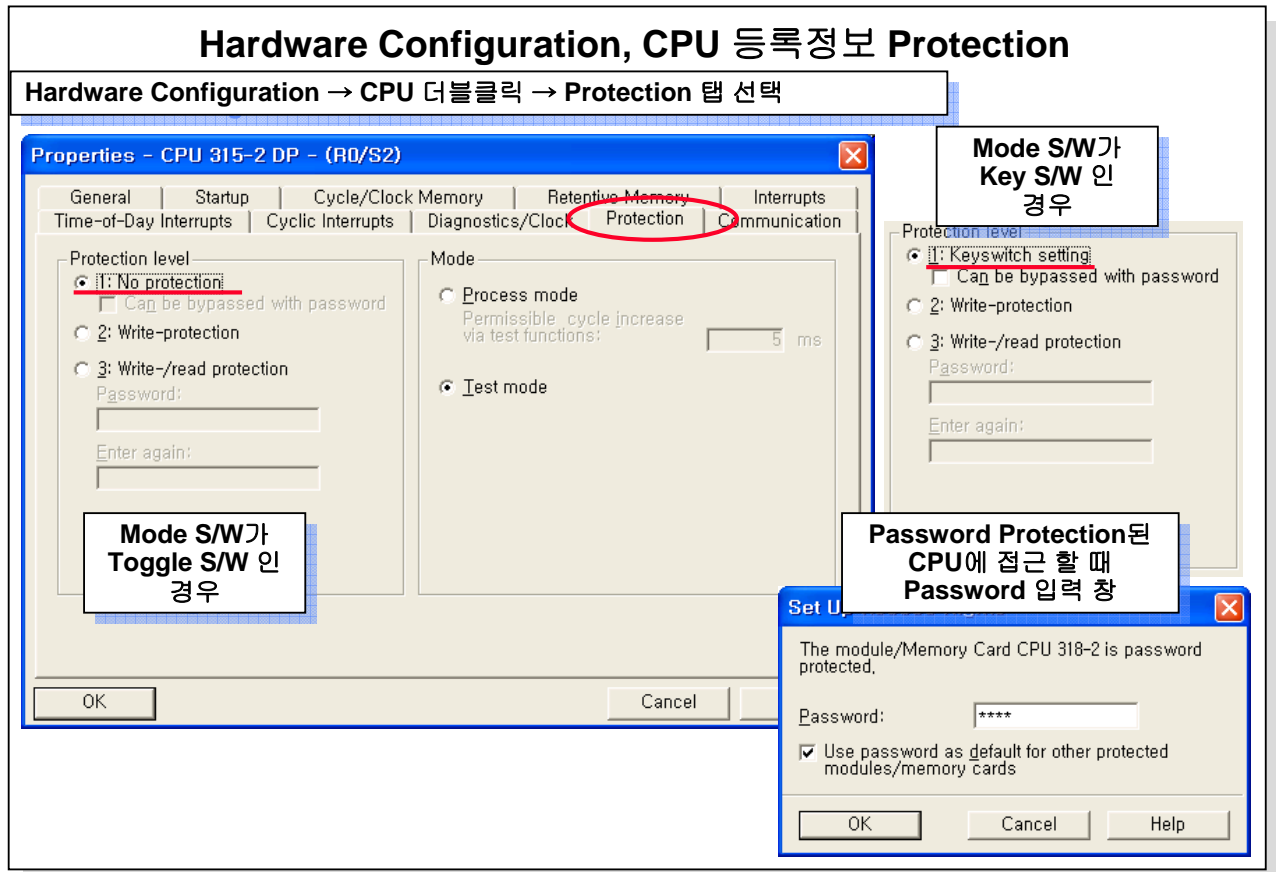 Hardware Configuration, CPU 등록정보 Protection
Hardware Configuration → CPU 더블클릭 → Protection 탭 선택
Properties - CPU 315-2 DP - (R0/S2)
General
Startup
Cycle/Clock Memory
Retentive Memory
Interrupts
Time-of-Day Interrupts
Cyclic Interrupts
Diagnostics/Clock
Protection
Communication
Protection level
1: No protection
Can be bypassed with password
2: Write-protection
3: Write-/read protection
Password:
Enter again:
Mode
Process mode
Permissible cycle increase
via test functions:
5 ms
Test mode
Mode S/W가
Toggle S/W 인
경우
OK
Cancel
Mode S/W가
Key S/W 인
경우
Protection level
1: Keyswitch setting
Can be bypassed with password
2: Write-protection
3: Write-/read protection
Password:
Enter again:
Password Protection된
CPU에 접근 할 때
Password 입력 창
Set
The module/Memory Card CPU 318-2 is password
protected.
Password:
****
Use password as default for other protected
modules/memory cards
OK
Cancel
Help